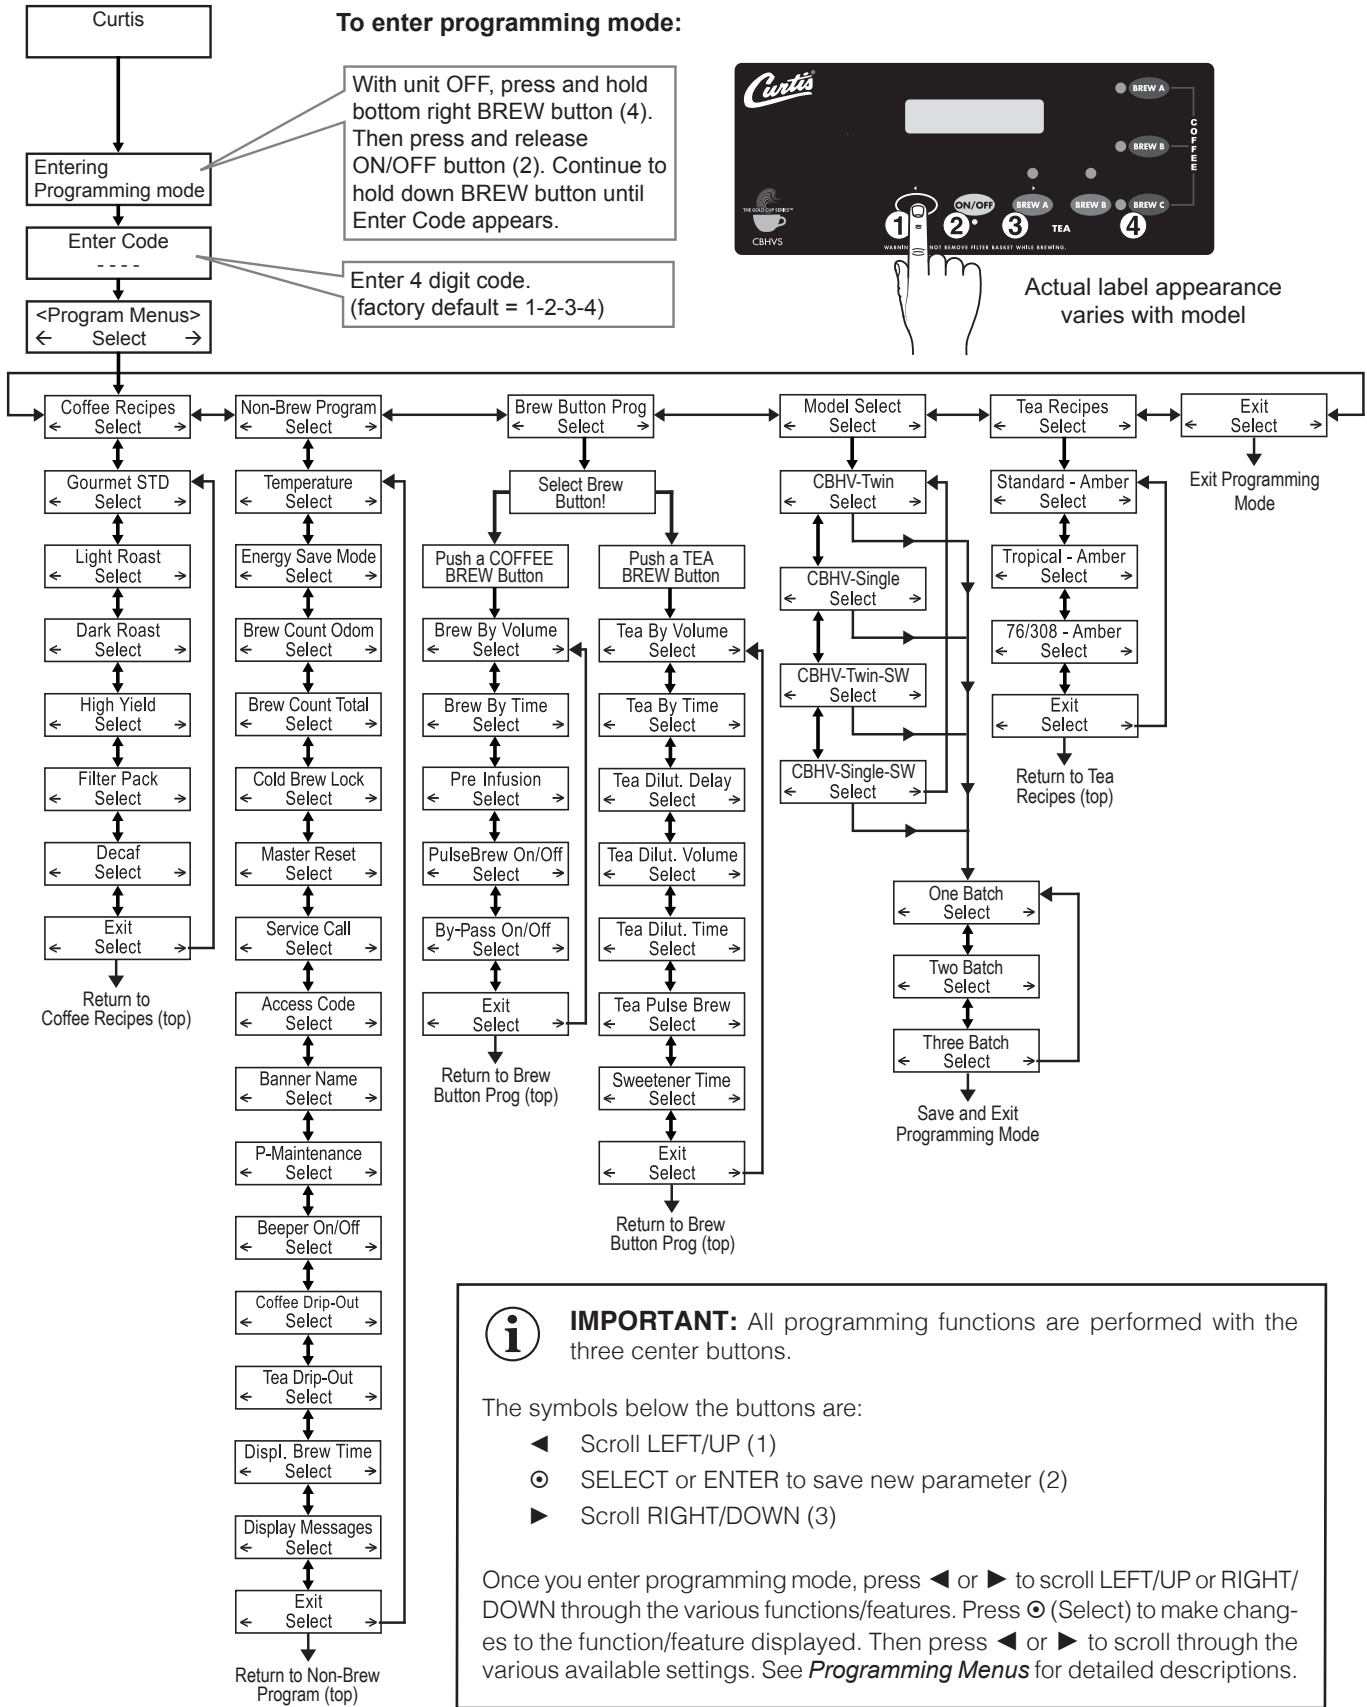 Curtis
To enter programming mode:
With unit OFF, press and hold
bottom right BREW button (4).
Then press and release
ON/OFF button (2). Continue to
hold down BREW button until
Enter Code appears.
Entering
Programming mode
Enter Code
- - - -
Enter 4 digit code.
(factory default = 1-2-3-4)
<Program Menus>
← Select →
Curtis
BREW A
BREW B
COFFEE
ON/OFF
BREW A
BREW B
BREW C
1
2
3
4
TEA
THE GOLD CUP SERIES™
CBHVS
WARNIN NOT REMOVE FILTER BASKET WHILE BREWING.
Actual label appearance
varies with model
Coffee Recipes
← Select →
Non-Brew Program
← Select →
Brew Button Prog
← Select →
Model Select
← Select →
Tea Recipes
← Select →
Exit
← Select →
Exit Programming
Mode
Gourmet STD
← Select →
Light Roast
← Select →
Dark Roast
← Select →
High Yield
← Select →
Filter Pack
← Select →
Decaf
← Select →
Exit
← Select →
Return to
Coffee Recipes (top)
Temperature
← Select →
Energy Save Mode
← Select →
Brew Count Odom
← Select →
Brew Count Total
← Select →
Cold Brew Lock
← Select →
Master Reset
← Select →
Service Call
← Select →
Access Code
← Select →
Banner Name
← Select →
P-Maintenance
← Select →
Beeper On/Off
← Select →
Coffee Drip-Out
← Select →
Tea Drip-Out
← Select →
Displ. Brew Time
← Select →
Display Messages
← Select →
Exit
← Select →
Return to Non-Brew
Program (top)
Select Brew
Button!
Push a COFFEE
BREW Button
Brew By Volume
← Select →
Brew By Time
← Select →
Pre Infusion
← Select →
PulseBrew On/Off
← Select →
By-Pass On/Off
← Select →
Exit
← Select →
Return to Brew
Button Prog (top)
Push a TEA
BREW Button
Tea By Volume
← Select →
Tea By Time
← Select →
Tea Dilut. Delay
← Select →
Tea Dilut. Volume
← Select →
Tea Dilut. Time
← Select →
Tea Pulse Brew
← Select →
Sweetener Time
← Select →
Exit
← Select →
Return to Brew
Button Prog (top)
CBHV-Twin
← Select →
CBHV-Single
← Select →
CBHV-Twin-SW
← Select →
CBHV-Single-SW
← Select →
One Batch
← Select →
Two Batch
← Select →
Three Batch
← Select →
Save and Exit
Programming Mode
Standard - Amber
← Select →
Tropical - Amber
← Select →
76/308 - Amber
← Select →
Exit
← Select →
Return to Tea
Recipes (top)
i
IMPORTANT: All programming functions are performed with the
three center buttons.
The symbols below the buttons are:
◄ Scroll LEFT/UP (1)
⊙ SELECT or ENTER to save new parameter (2)
► Scroll RIGHT/DOWN (3)
Once you enter programming mode, press ◄ or ► to scroll LEFT/UP or RIGHT/
DOWN through the various functions/features. Press ⊙ (Select) to make chang-
es to the function/feature displayed. Then press ◄ or ► to scroll through the
various available settings. See Programming Menus for detailed descriptions.